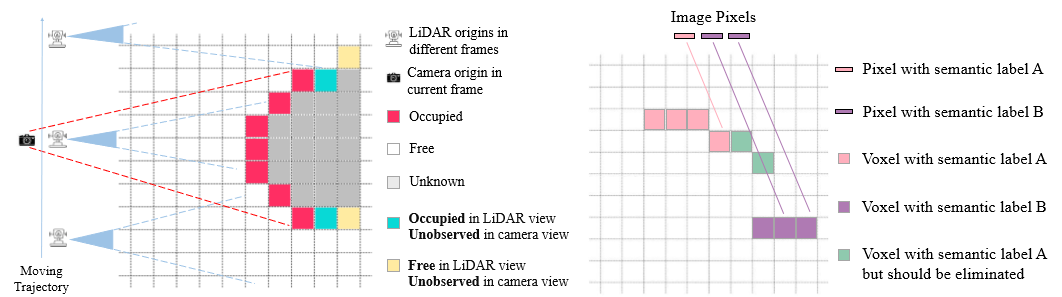 Moving
Trajectory
LiDAR origins in
different frames
Camera origin in
current frame
Occupied
Free
Unknown
Occupied in LiDAR view
Unobserved in camera view
Free in LiDAR view
Unobserved in camera view
Image Pixels
Pixel with semantic label A
Pixel with semantic label B
Voxel with semantic label A
Voxel with semantic label B
Voxel with semantic label A
but should be eliminated